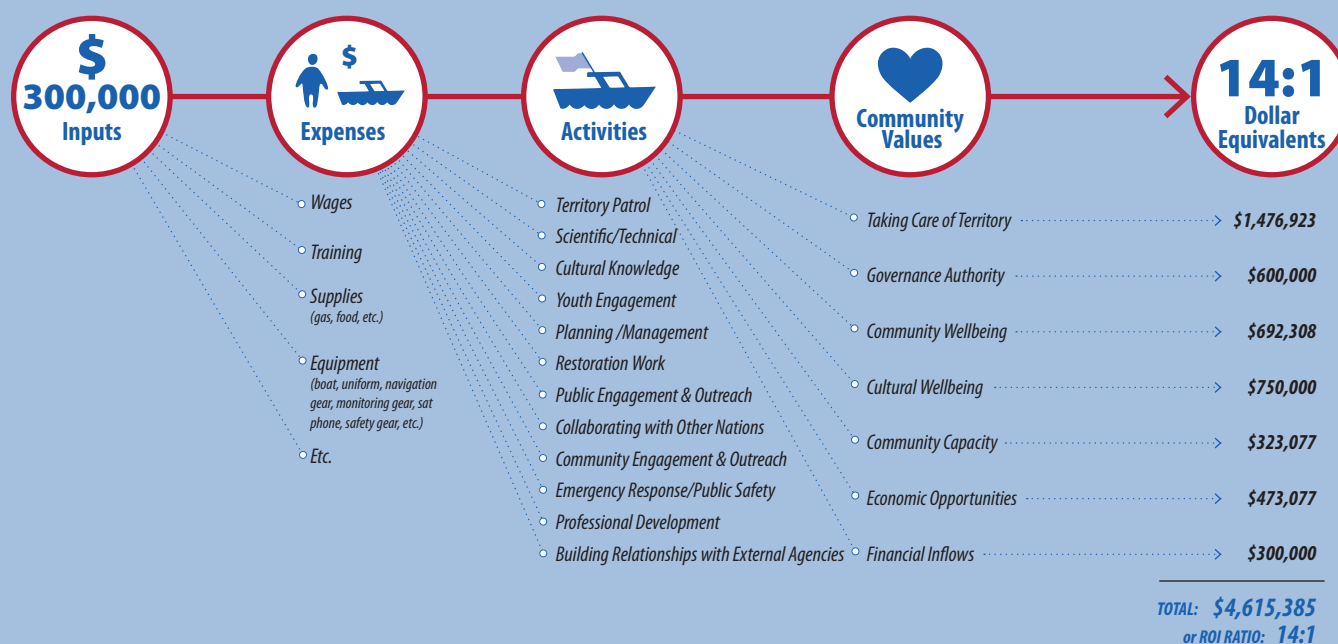 $
300,000
Inputs
$
Expenses
Activities
Community
Values
14:1
Dollar
Equivalents
Wages
Training
Supplies
(gas, food, etc.)
Equipment
(boat, uniform, navigation
gear, monitoring gear, sat
phone, safety gear, etc.)
Etc.
Territory Patrol
Scientific/Technical
Cultural Knowledge
Youth Engagement
Planning /Management
Restoration Work
Public Engagement & Outreach
Collaborating with Other Nations
Community Engagement & Outreach
Emergency Response/Public Safety
Professional Development
Building Relationships with External Agencies
Taking Care of Territory $1,476,923
Governance Authority $600,000
Community Wellbeing $692,308
Cultural Wellbeing $750,000
Community Capacity $323,077
Economic Opportunities $473,077
Financial Inflows $300,000
TOTAL: $4,615,385
or ROI RATIO: 14:1